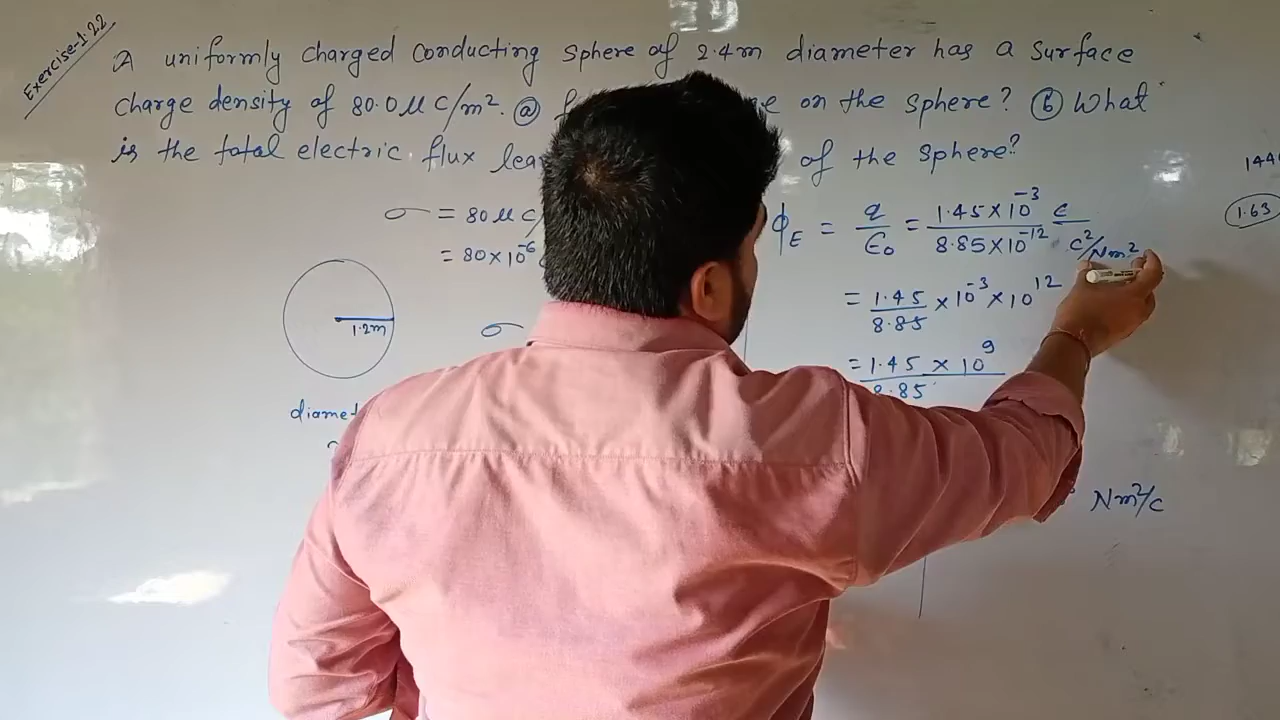 Exercise-1.22
A uniformly charged conducting sphere of 2.4m diameter has a surface
charge density of 80.0 μC/m². (a) on the sphere? (b) What
is the total electric flux of the sphere?
σ = 80 μC/
= 80×10⁻⁶
1.2m
σ
φ_E = q/ε₀ = 1.45×10⁻³/8.85×10⁻¹² C/C²/Nm²
= 1.45/8.85 ×10⁻³×10¹²
= 1.45 × 10⁹/8.85
Nm²/C
1.63